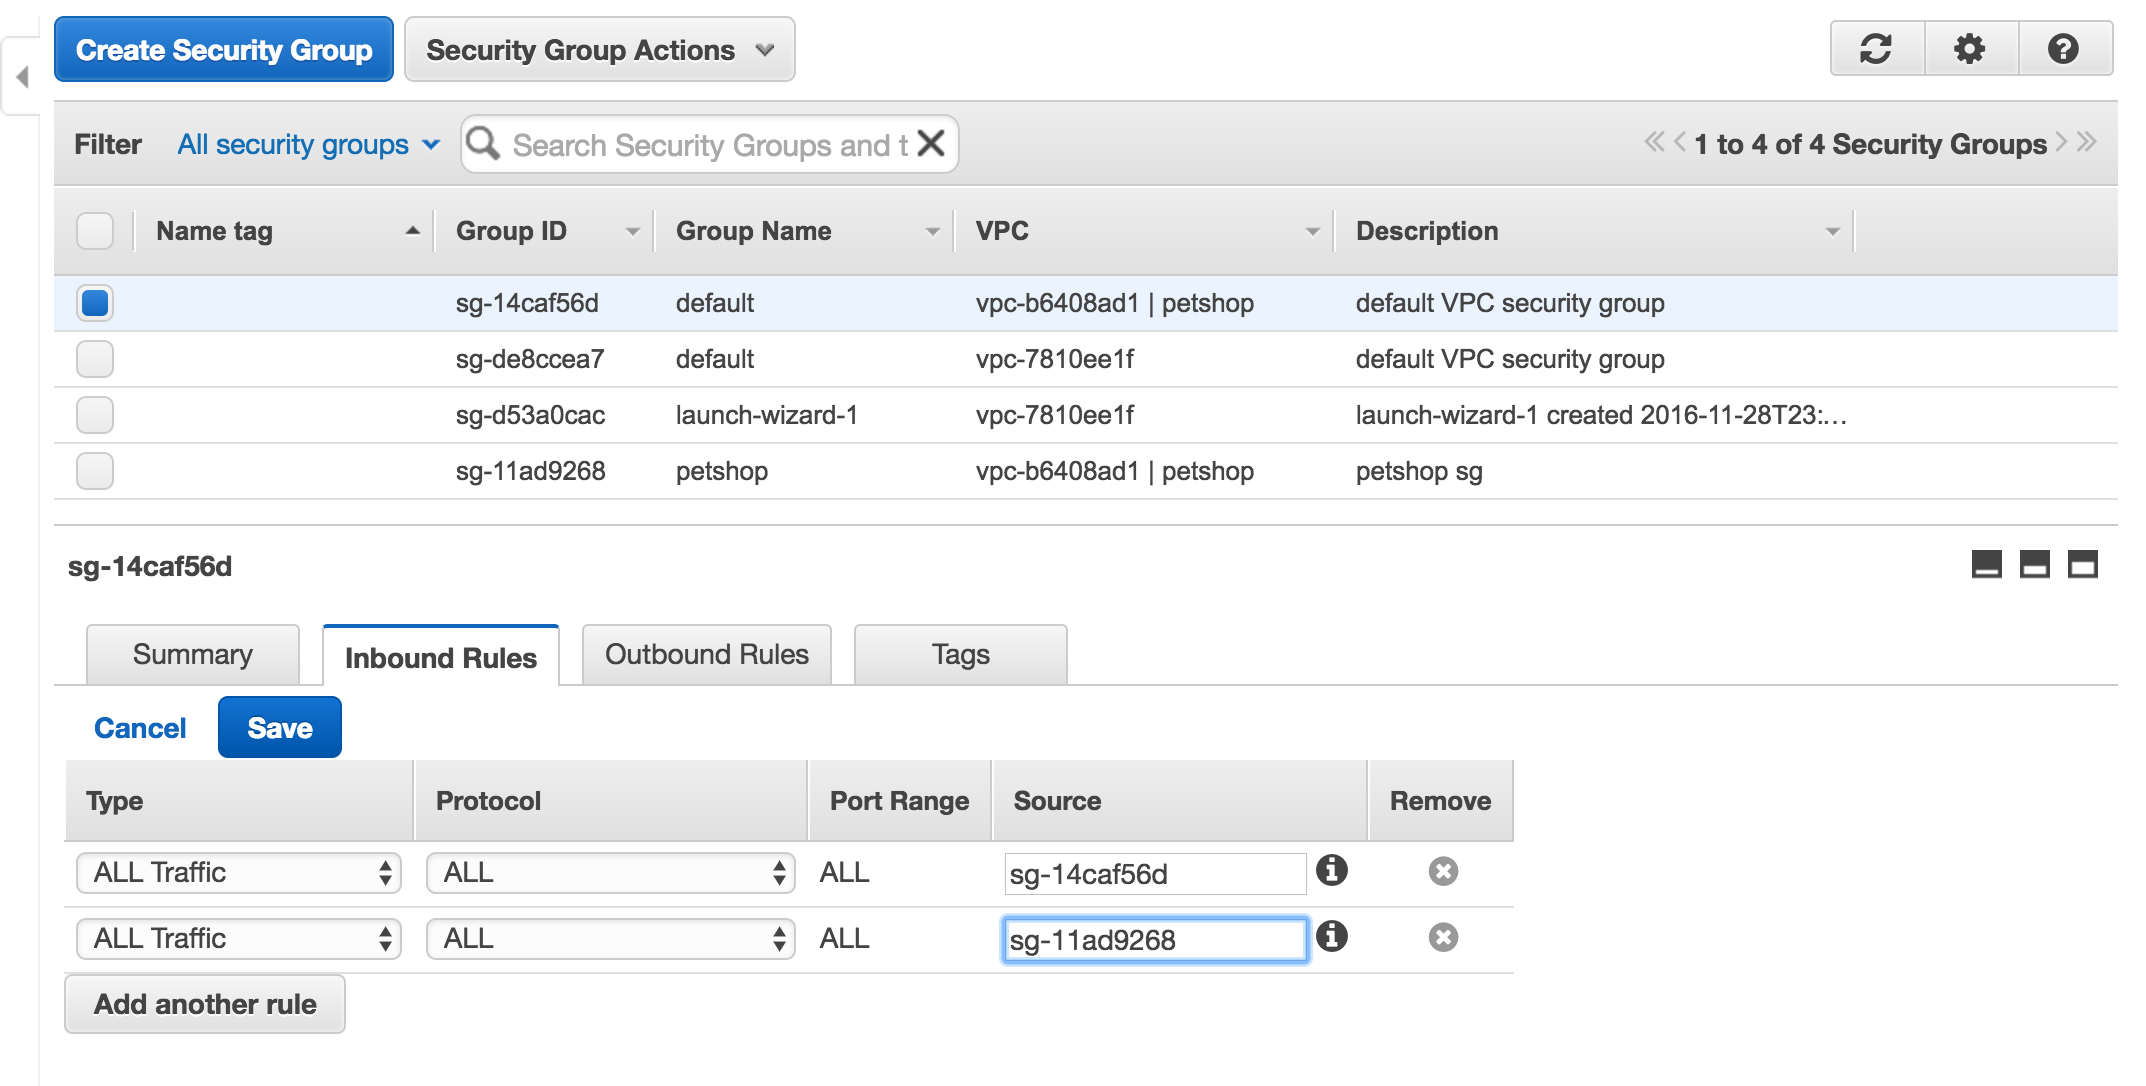 Create Security Group Security Group Actions
Filter All security groups Search Security Groups and t 1 to 4 of 4 Security Groups
Name tag Group ID Group Name VPC Description
sg-14caf56d default vpc-b6408ad1 | petshop default VPC security group
sg-de8ccea7 default vpc-7810ee1f default VPC security group
sg-d53a0cac launch-wizard-1 vpc-7810ee1f launch-wizard-1 created 2016-11-28T23:...
sg-11ad9268 petshop vpc-b6408ad1 | petshop petshop sg
sg-14caf56d
Summary Inbound Rules Outbound Rules Tags
Cancel Save
Type Protocol Port Range Source Remove
ALL Traffic ALL ALL sg-14caf56d
ALL Traffic ALL ALL sg-11ad9268
Add another rule